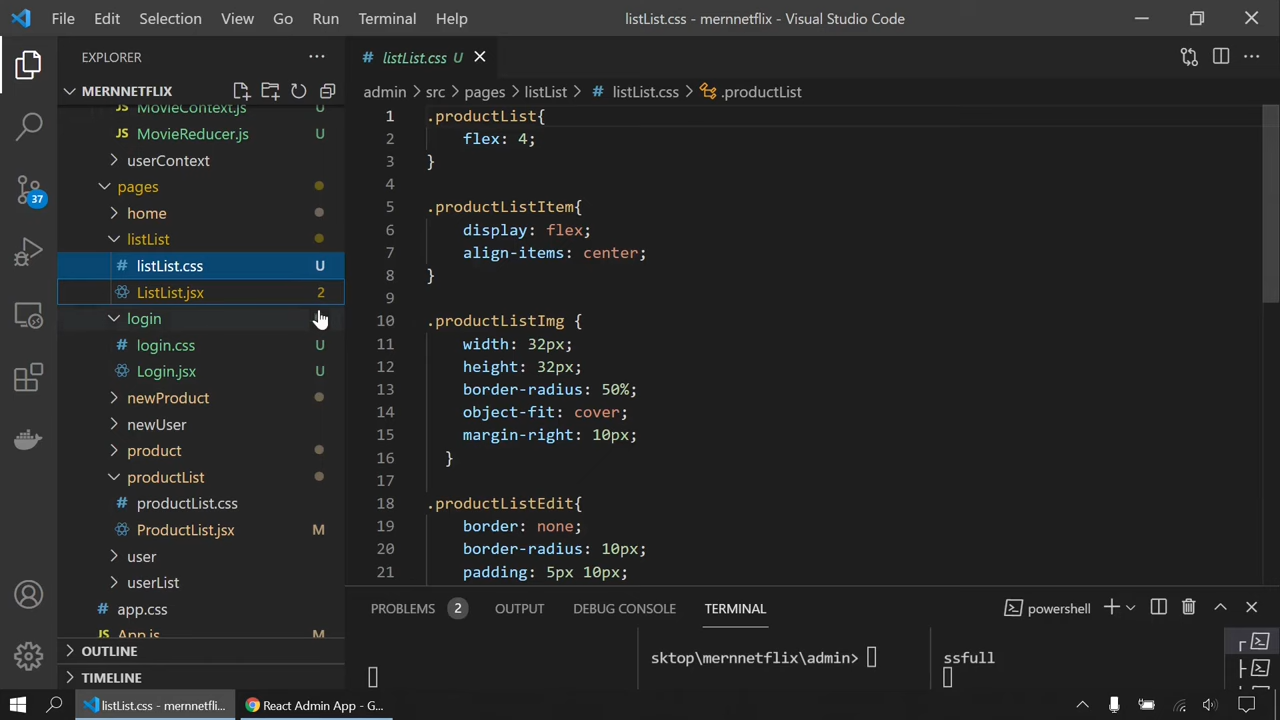 File Edit Selection View Go Run Terminal Help listList.css - mernnetflix - Visual Studio Code
EXPLORER
MERNNETFLIX
MovieContext.js U
MovieReducer.js U
userContext
pages
home
listList
listList.css U
ListList.jsx 2
login
login.css U
Login.jsx U
newProduct
newUser
product
productList
productList.css
ProductList.jsx M
user
userList
app.css
App.js M
OUTLINE
TIMELINE
37
# listList.css U
admin > src > pages > listList > # listList.css > .productList
1 .productList{
2 flex: 4;
3 }
4
5 .productListItem{
6 display: flex;
7 align-items: center;
8 }
9
10 .productListImg {
11 width: 32px;
12 height: 32px;
13 border-radius: 50%;
14 object-fit: cover;
15 margin-right: 10px;
16 }
17
18 .productListEdit{
19 border: none;
20 border-radius: 10px;
21 padding: 5px 10px;
PROBLEMS 2 OUTPUT DEBUG CONSOLE TERMINAL powershell
sktop\mernnetflix\admin> ssfull
listList.css - mernnetfli... React Admin App - G...